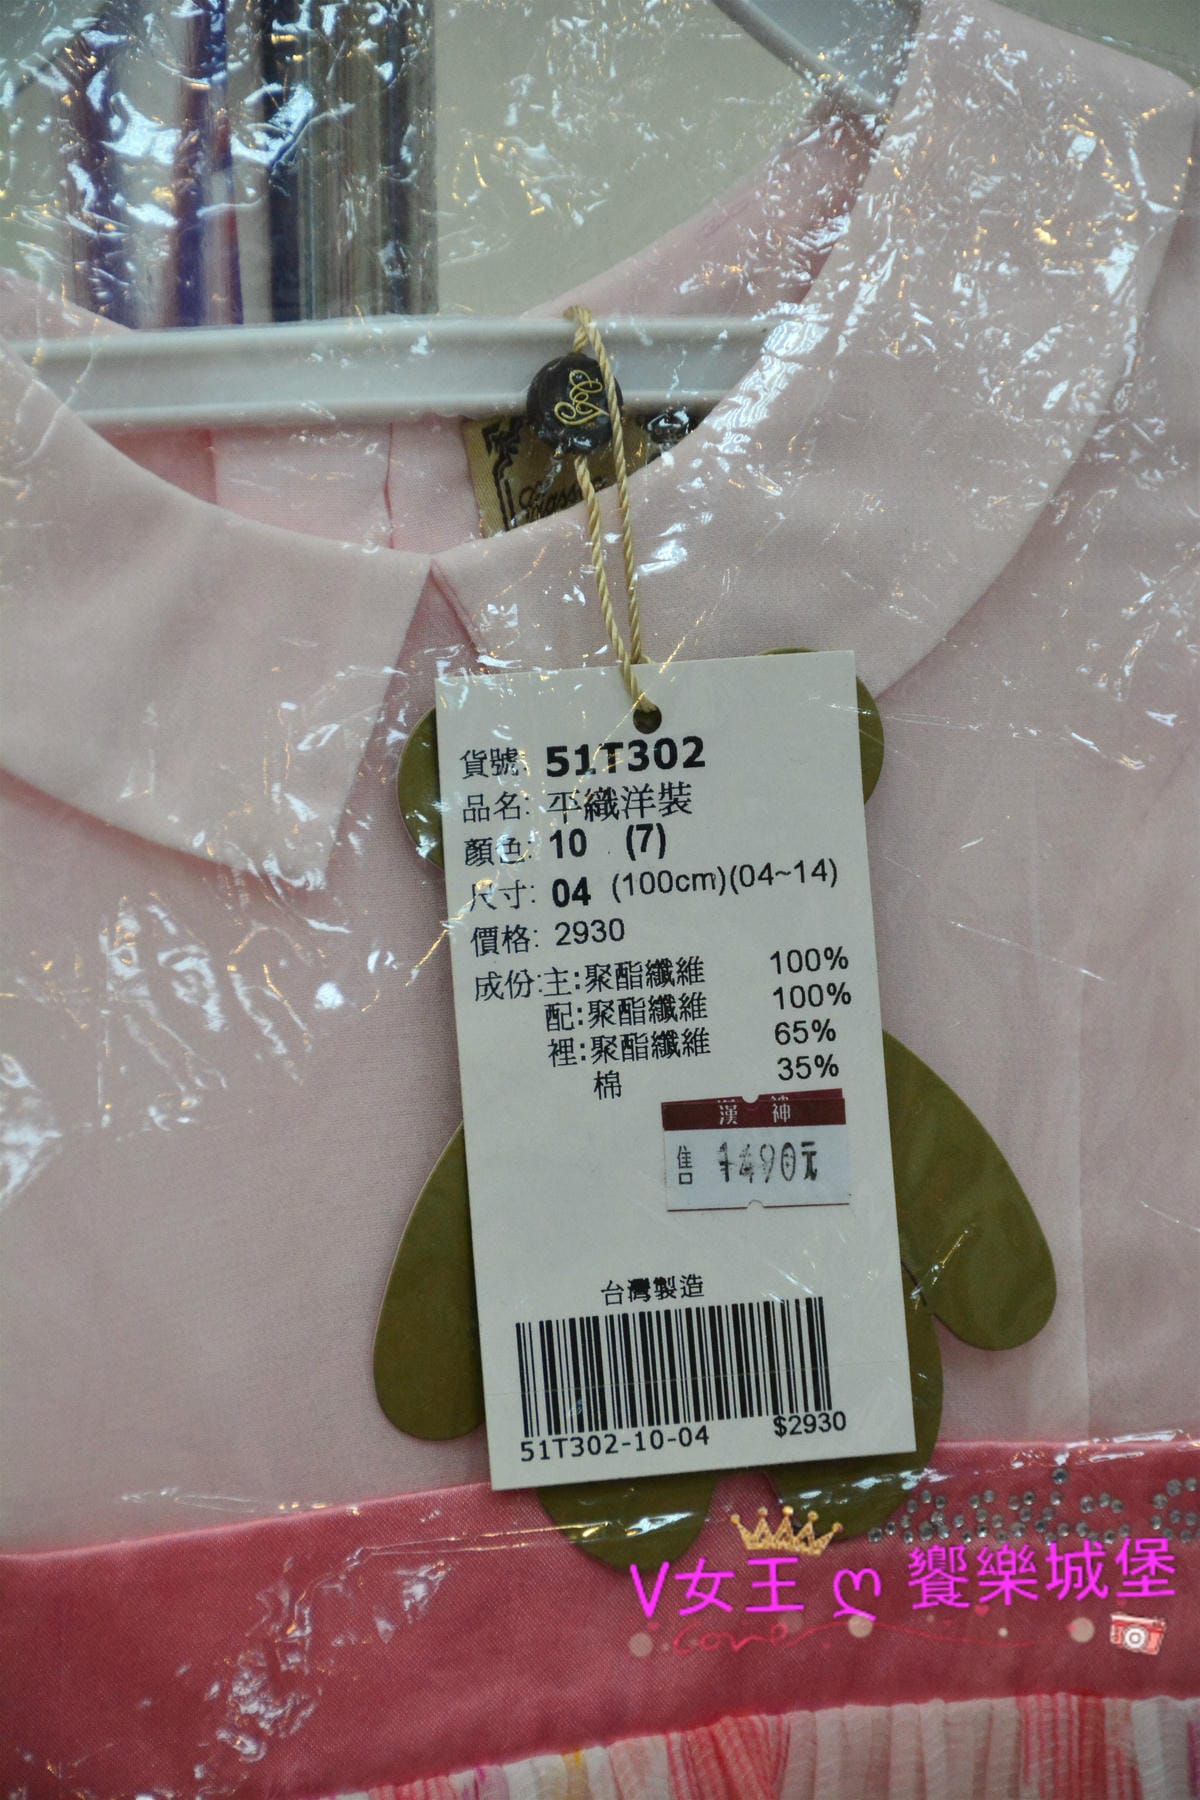 Classic
貨號: 51T302
品名: 平織洋裝
顏色: 10 (7)
尺寸: 04 (100cm)(04~14)
價格: 2930
成份:主:聚酯纖維 100%
配:聚酯纖維 100%
裡:聚酯纖維 65%
棉 35%
漢神
售 1490元
台灣製造
51T302-10-04 $2930
V女王 ღ 饗樂城堡